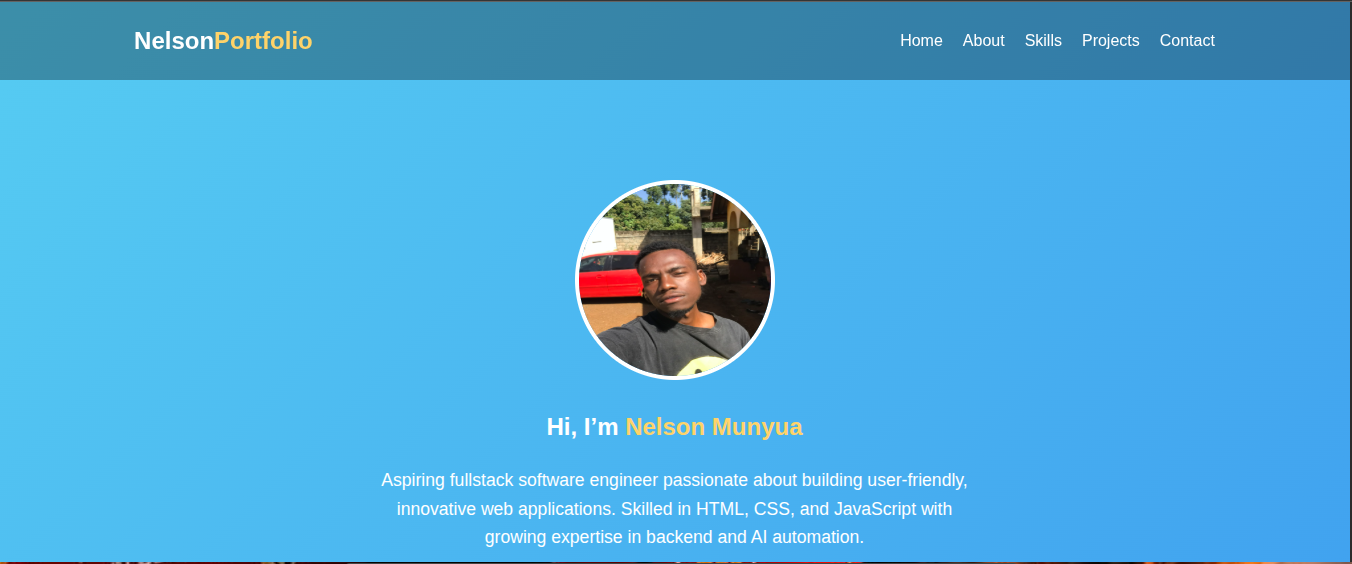 NelsonPortfolio
Home About Skills Projects Contact
Hi, I’m Nelson Munyua
Aspiring fullstack software engineer passionate about building user-friendly,
innovative web applications. Skilled in HTML, CSS, and JavaScript with
growing expertise in backend and AI automation.